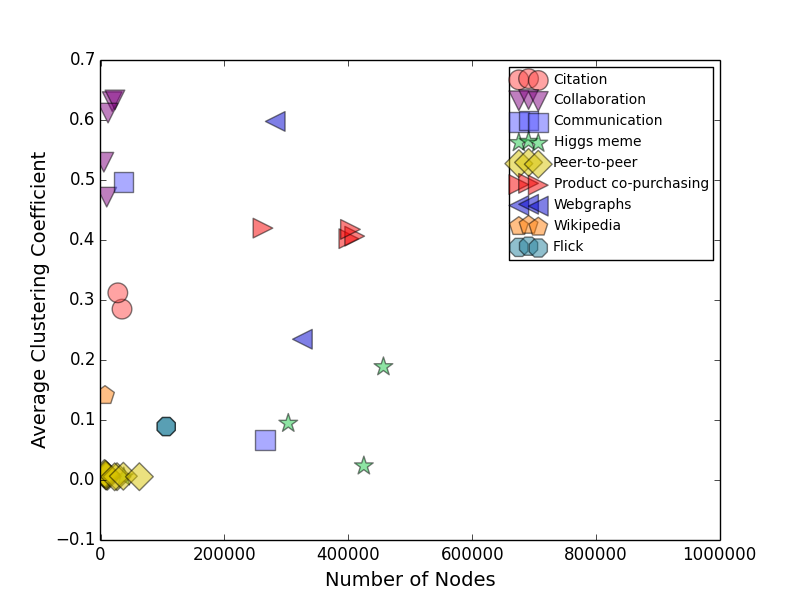 0.7
0.6
0.5
0.4
0.3
0.2
0.1
0.0
−0.1
Average Clustering Coefficient
0
200000
400000
600000
800000
1000000
Number of Nodes
Citation
Collaboration
Communication
Higgs meme
Peer-to-peer
Product co-purchasing
Webgraphs
Wikipedia
Flick